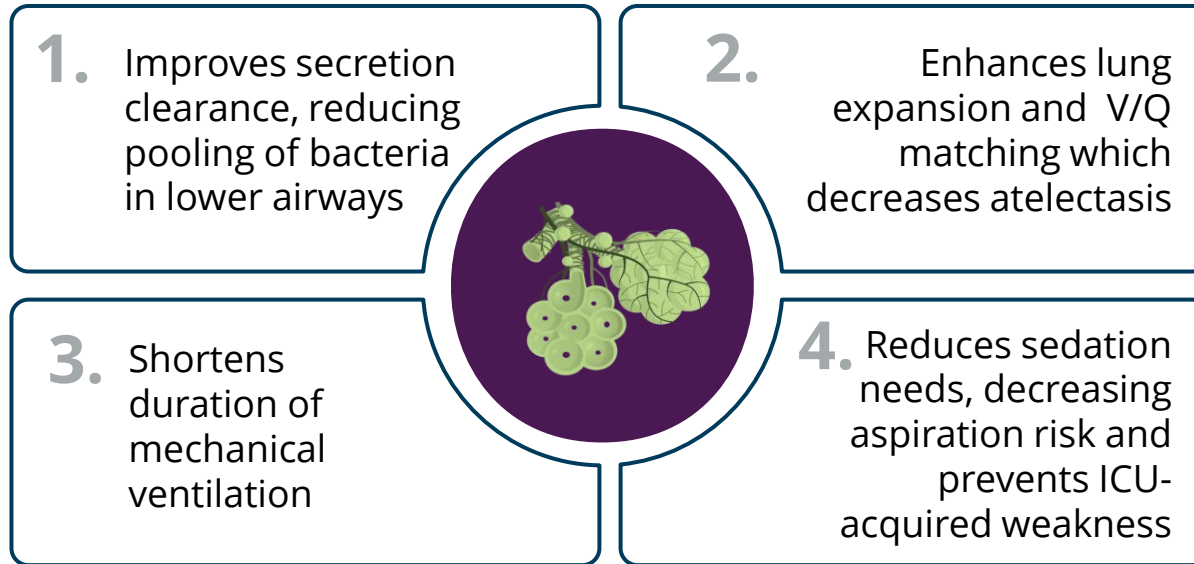 1.
Improves secretion
clearance, reducing
pooling of bacteria
in lower airways
2.
Enhances lung
expansion and  V/Q
matching which
decreases atelectasis
3.
Shortens
duration of
mechanical
ventilation
4.
Reduces sedation
needs, decreasing
aspiration risk and
prevents ICU-
acquired weakness